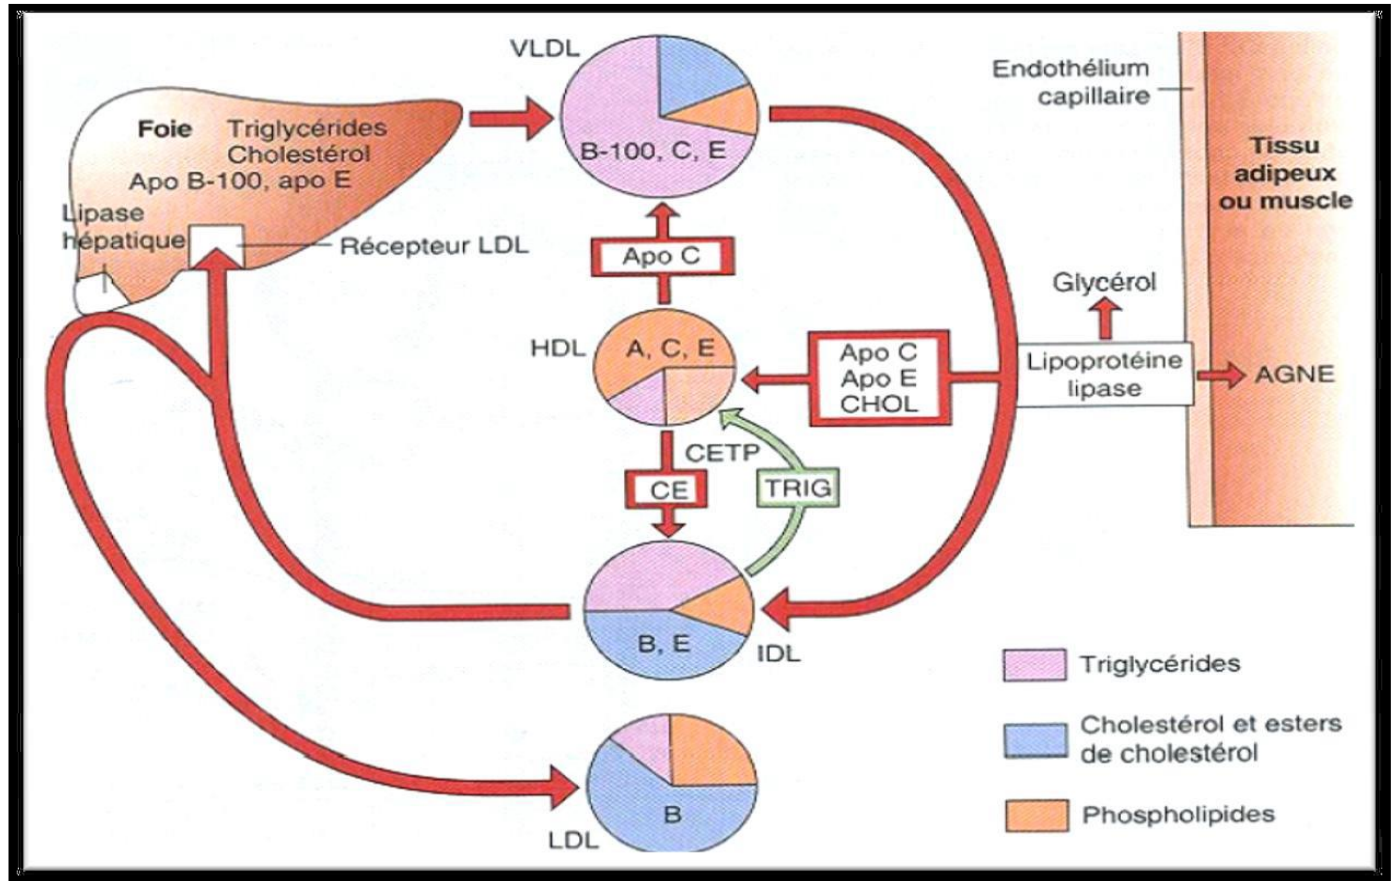 VLDL
Foie Triglycérides
Cholestérol
Apo B-100, apo E
Lipase
hépatique
Récepteur LDL
B-100, C, E
Apo C
HDL
A, C, E
Apo C
Apo E
CHOL
CETP
CE
TRIG
B, E
IDL
B
LDL
Endothélium
capillaire
Tissu
adipeux
ou muscle
Glycérol
Lipoprotéine
lipase
AGNE
Triglycérides
Cholestérol et esters
de cholestérol
Phospholipides